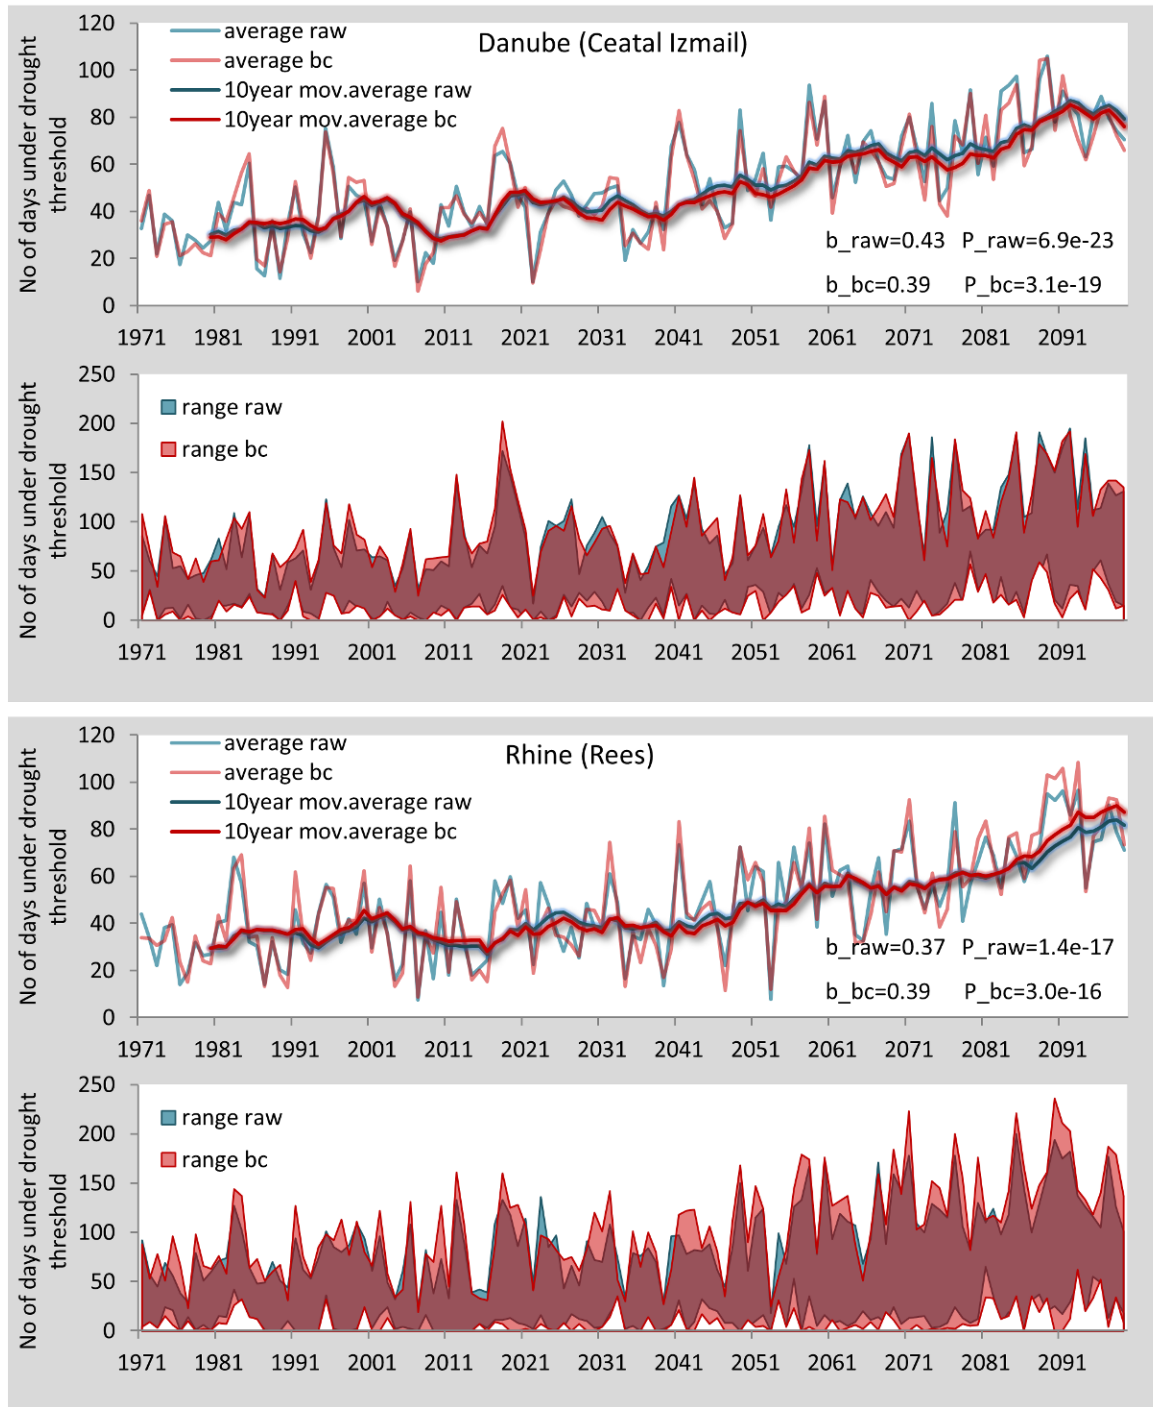 Danube (Ceatal Izmail)
No of days under drought
threshold
120
100
80
60
40
20
0
average raw
average bc
10year mov.average raw
10year mov.average bc
b_raw=0.43 P_raw=6.9e-23
b_bc=0.39 P_bc=3.1e-19
1971 1981 1991 2001 2011 2021 2031 2041 2051 2061 2071 2081 2091
No of days under drought
threshold
250
200
150
100
50
0
range raw
range bc
1971 1981 1991 2001 2011 2021 2031 2041 2051 2061 2071 2081 2091
Rhine (Rees)
No of days under drought
threshold
120
100
80
60
40
20
0
average raw
average bc
10year mov.average raw
10year mov.average bc
b_raw=0.37 P_raw=1.4e-17
b_bc=0.39 P_bc=3.0e-16
1971 1981 1991 2001 2011 2021 2031 2041 2051 2061 2071 2081 2091
No of days under drought
threshold
250
200
150
100
50
0
range raw
range bc
1971 1981 1991 2001 2011 2021 2031 2041 2051 2061 2071 2081 2091